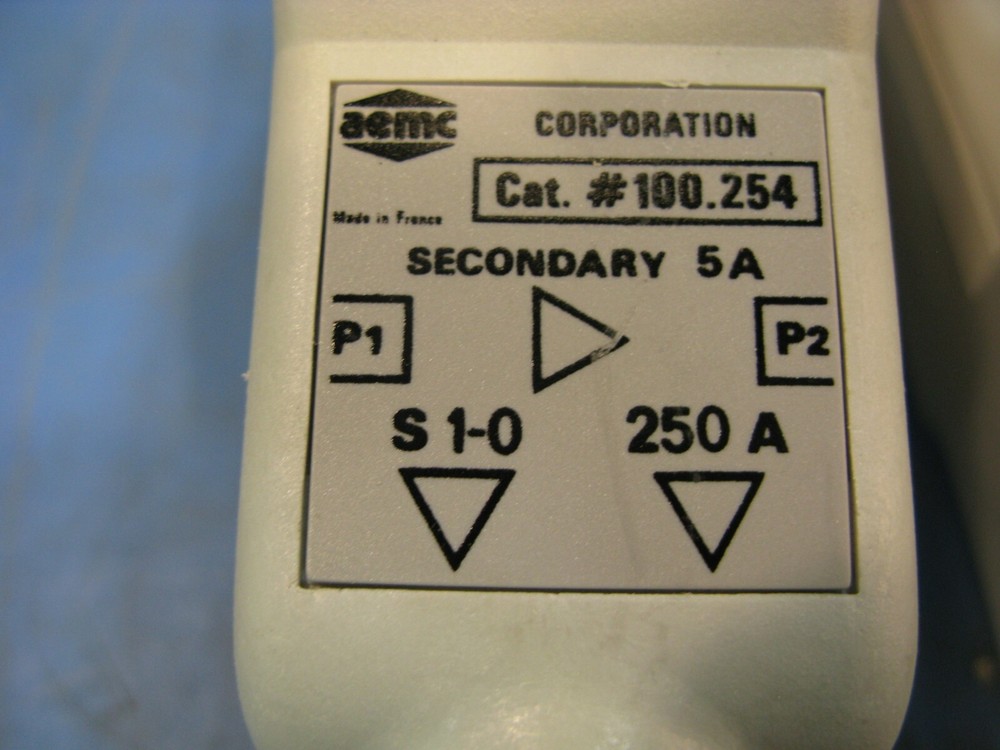 aemc CORPORATION
Cat. #100.254
Made in France
SECONDARY 5A
P1 P2
S 1-0 250 A